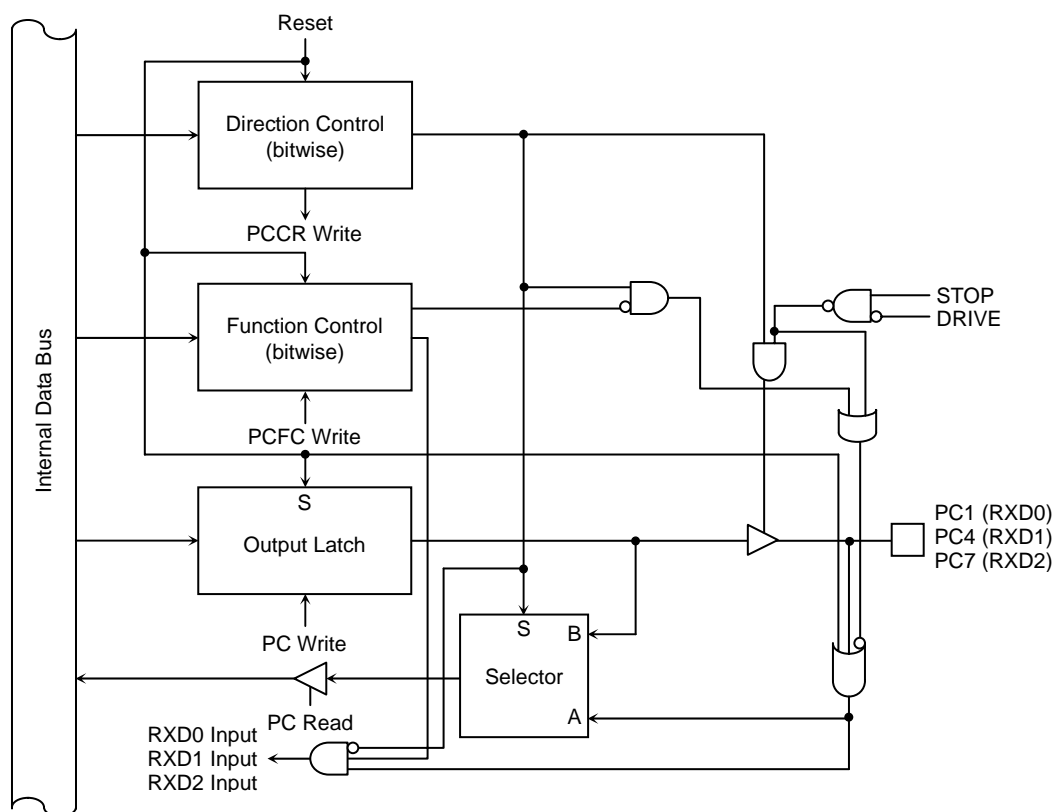 Reset
Direction Control
(bitwise)
PCCR Write
Function Control
(bitwise)
PCFC Write
STOP
DRIVE
Internal Data Bus
S
Output Latch
PC Write
PC1 (RXD0)
PC4 (RXD1)
PC7 (RXD2)
S
B
Selector
A
PC Read
RXD0 Input
RXD1 Input
RXD2 Input